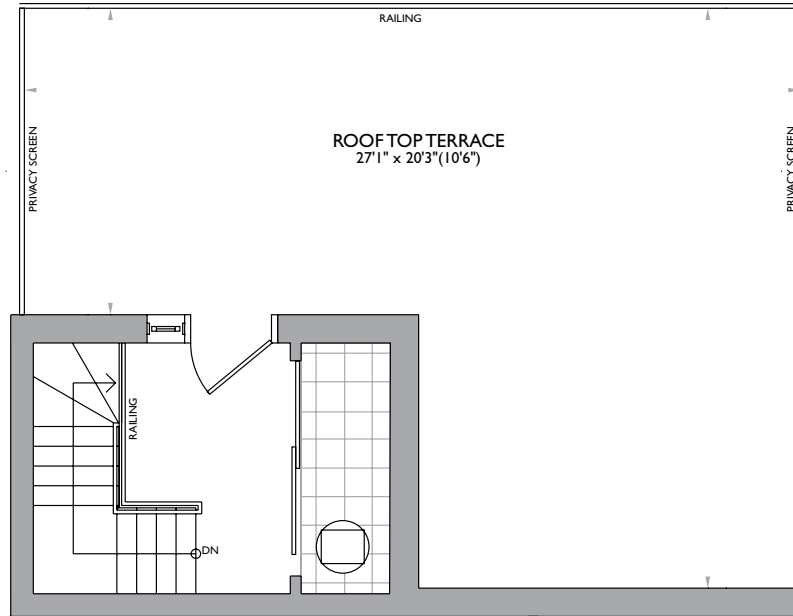 RAILING
ROOF TOP TERRACE
27'1" x 20'3"(10'6")
PRIVACY SCREEN
PRIVACY SCREEN
RAILING
DN